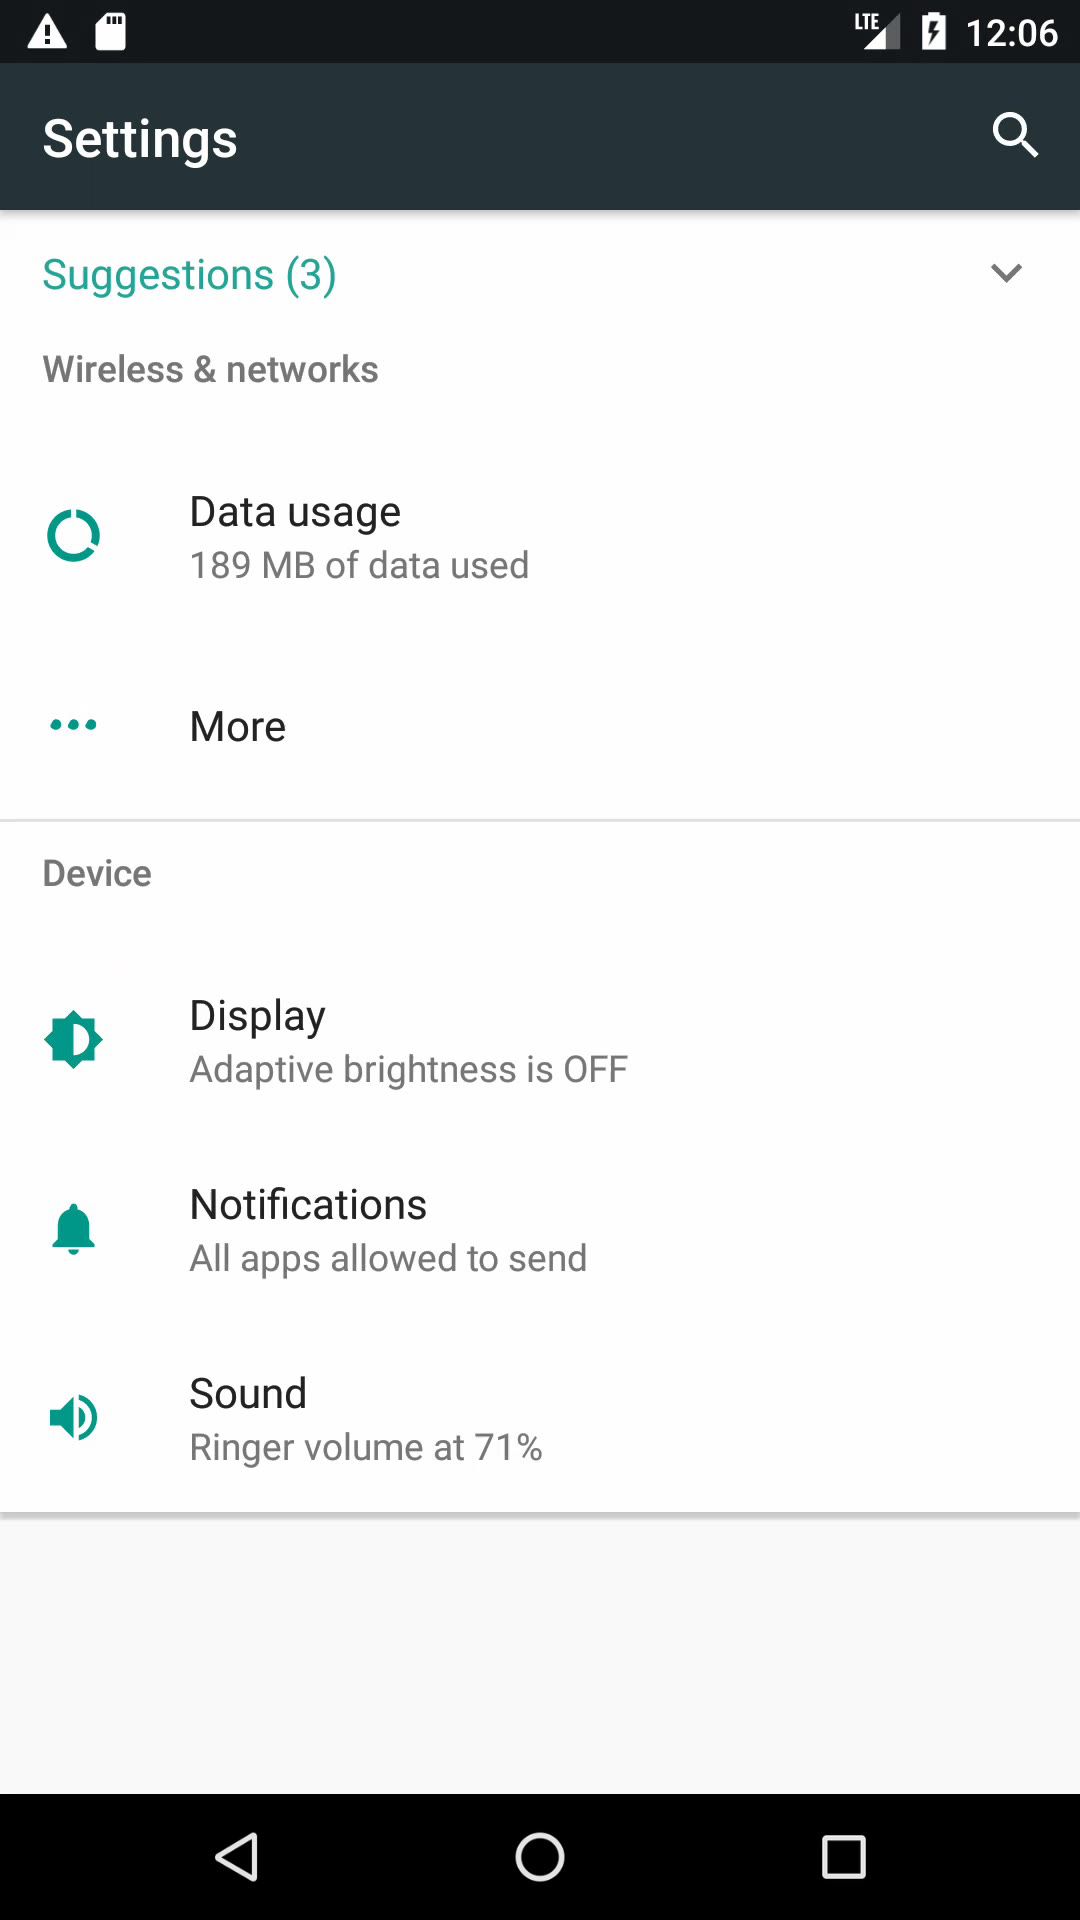 LTE 12:06
Settings
Suggestions (3)
Wireless & networks
Data usage
189 MB of data used
More
Device
Display
Adaptive brightness is OFF
Notifications
All apps allowed to send
Sound
Ringer volume at 71%